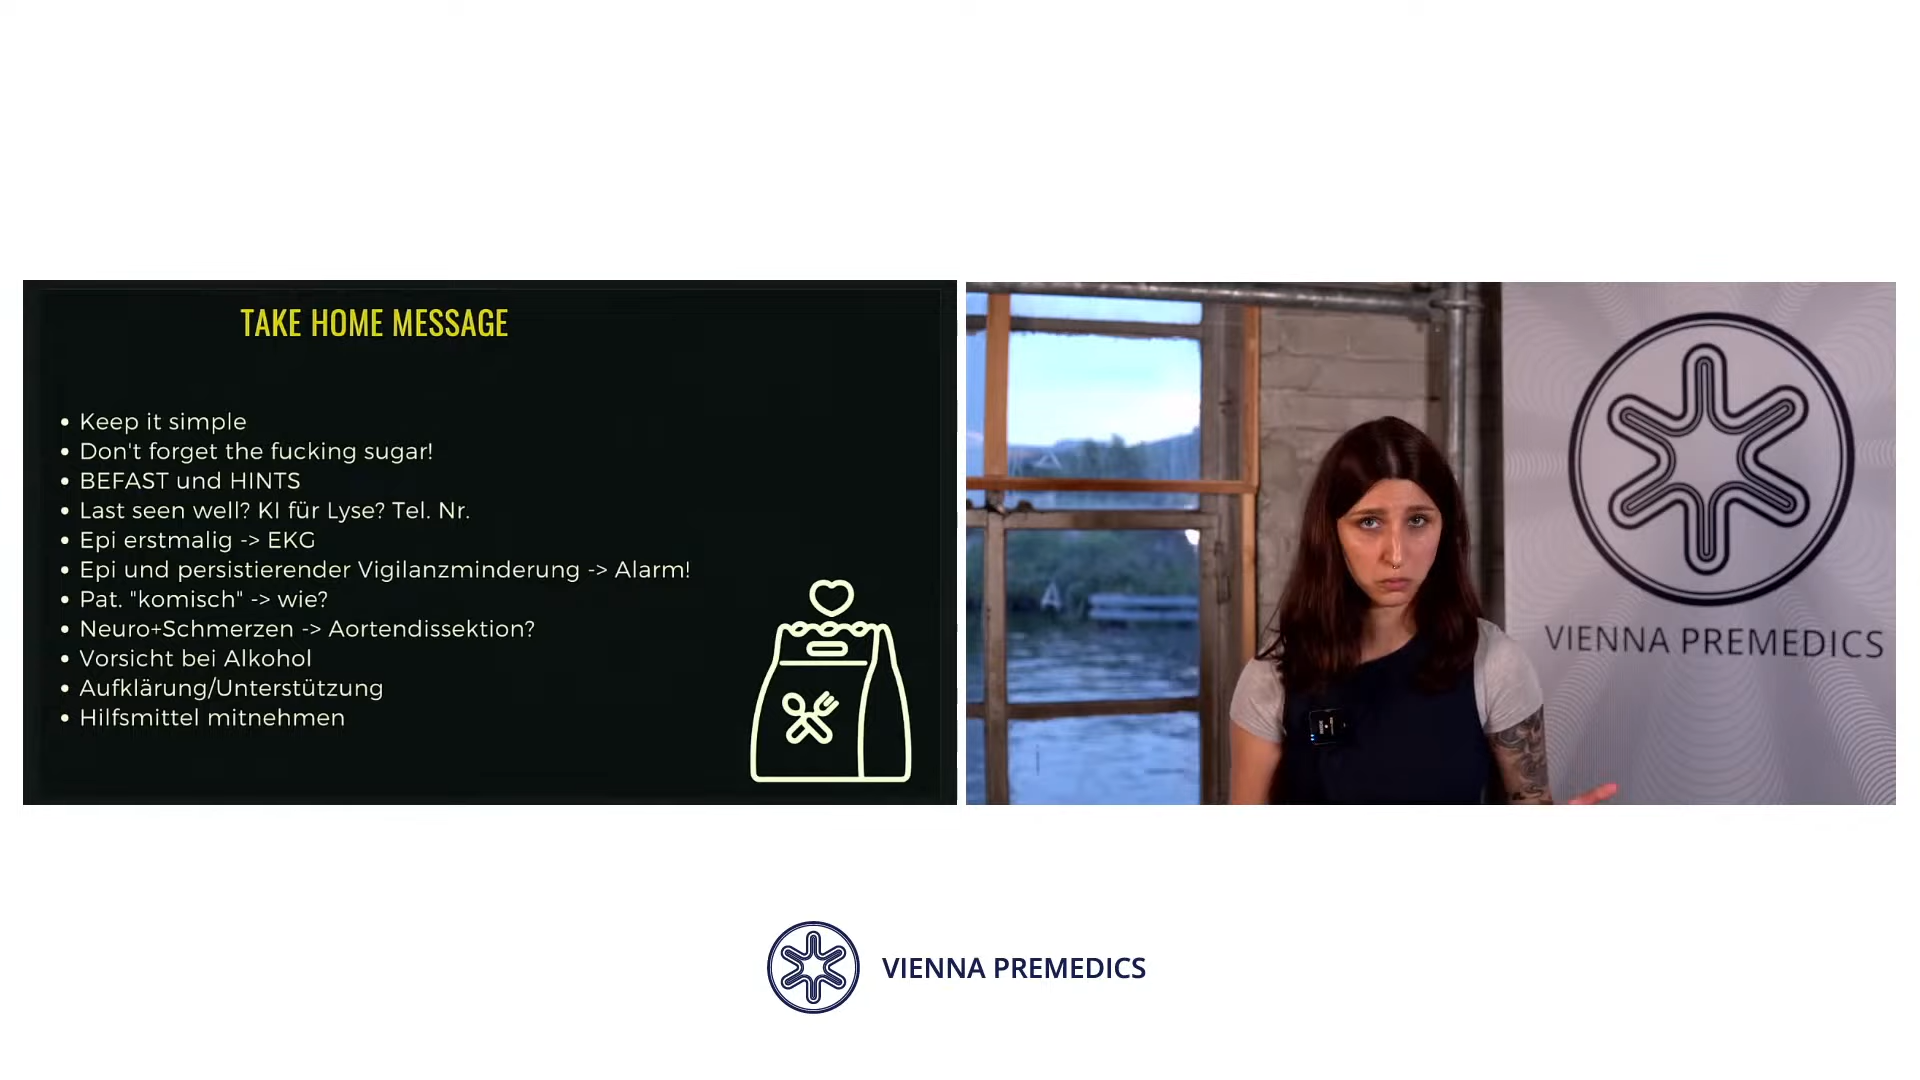 TAKE HOME MESSAGE
Keep it simple
Don't forget the fucking sugar!
BEFAST und HINTS
Last seen well? KI für Lyse? Tel. Nr.
Epi erstmalig -> EKG
Epi und persistierender Vigilanzminderung -> Alarm!
Pat. "komisch" -> wie?
Neuro+Schmerzen -> Aortendissektion?
Vorsicht bei Alkohol
Aufklärung/Unterstützung
Hilfsmittel mitnehmen
VIENNA PREMEDICS
VIENNA PREMEDICS